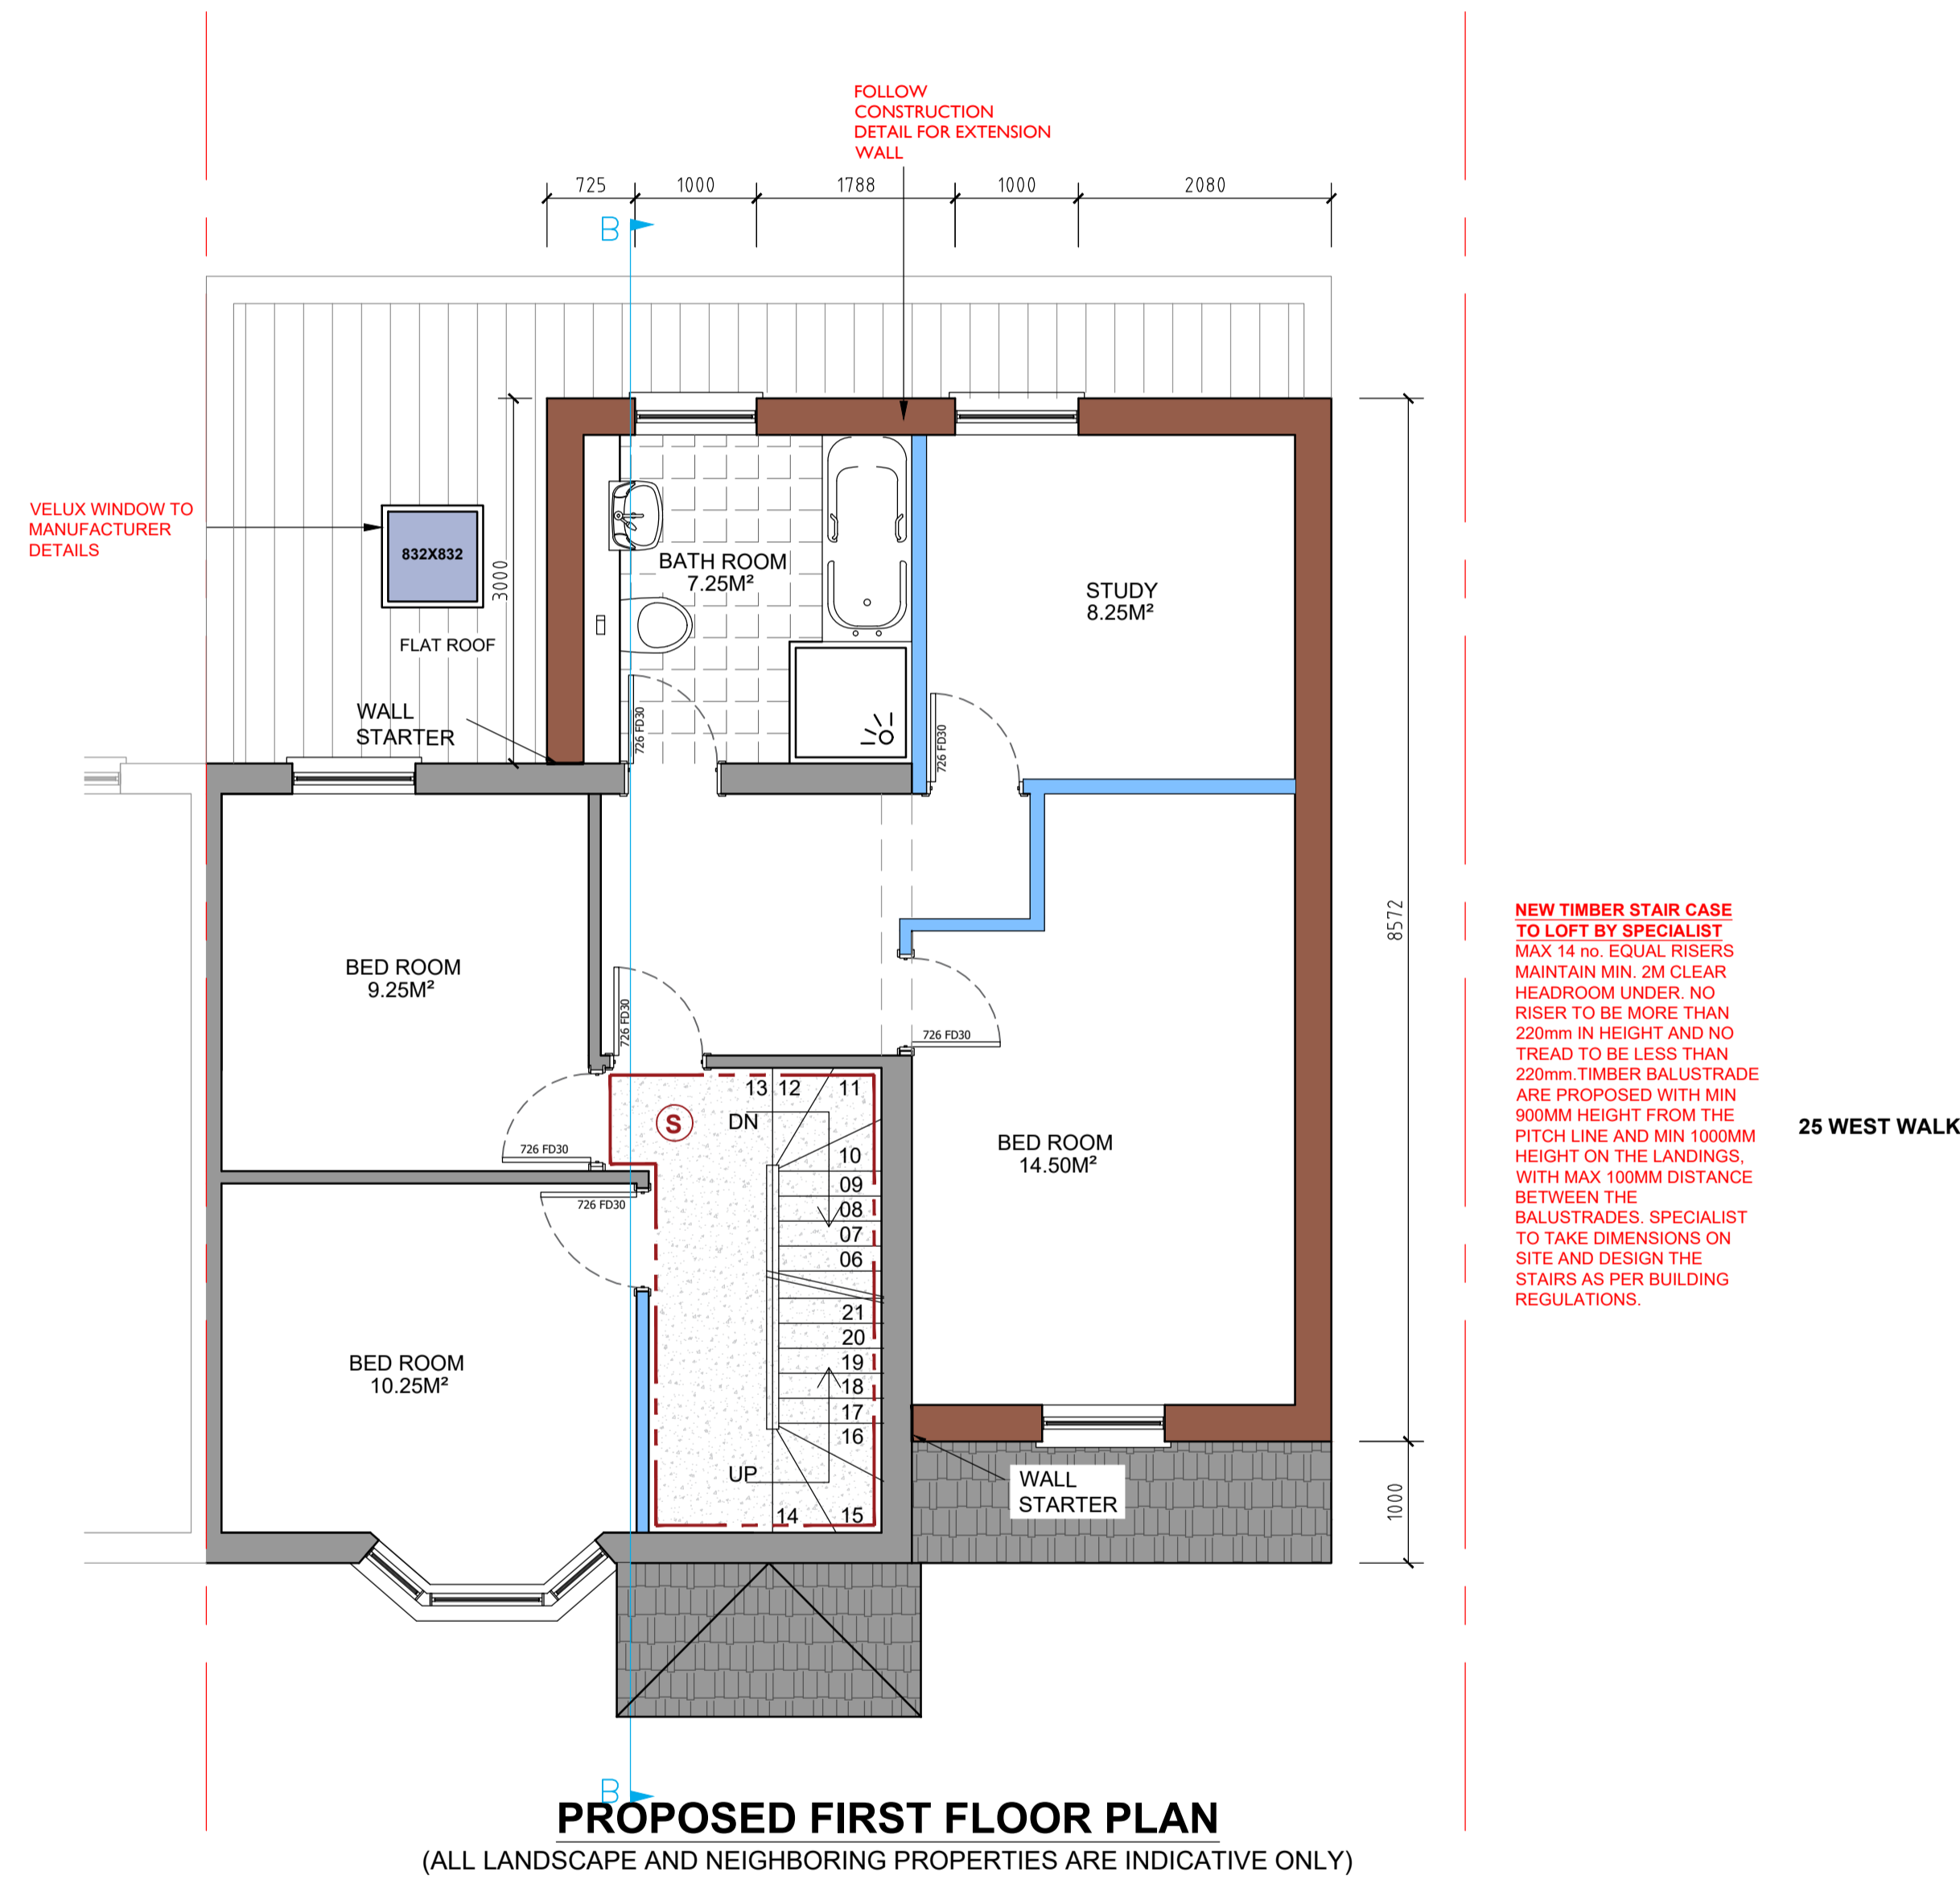 FOLLOW
CONSTRUCTION
DETAIL FOR EXTENSION
WALL
725
1000
1788
1000
2080
B
VELUX WINDOW TO
MANUFACTURER
DETAILS
832X832
3000
FLAT ROOF
BATH ROOM
7.25M²
STUDY
8.25M²
WALL
STARTER
726 FD30
726 FD30
8572
BED ROOM
9.25M²
726 FD30
726 FD30
NEW TIMBER STAIR CASE
TO LOFT BY SPECIALIST
MAX 14 no. EQUAL RISERS
MAINTAIN MIN. 2M CLEAR
HEADROOM UNDER. NO
RISER TO BE MORE THAN
220mm IN HEIGHT AND NO
TREAD TO BE LESS THAN
220mm.TIMBER BALUSTRADE
ARE PROPOSED WITH MIN
900MM HEIGHT FROM THE
PITCH LINE AND MIN 1000MM
HEIGHT ON THE LANDINGS,
WITH MAX 100MM DISTANCE
BETWEEN THE
BALUSTRADES. SPECIALIST
TO TAKE DIMENSIONS ON
SITE AND DESIGN THE
STAIRS AS PER BUILDING
REGULATIONS.
25 WEST WALK
13 12 11
S
DN
726 FD30
726 FD30
10
09
08
07
06
BED ROOM
14.50M²
21
20
19
18
17
16
BED ROOM
10.25M²
UP
14 15
WALL
STARTER
1000
B
PROPOSED FIRST FLOOR PLAN
(ALL LANDSCAPE AND NEIGHBORING PROPERTIES ARE INDICATIVE ONLY)